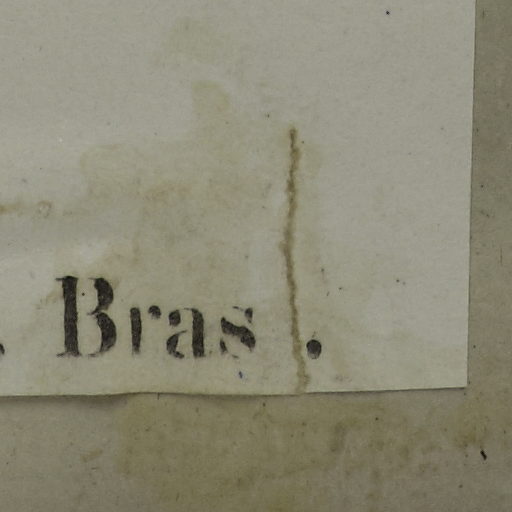 . Bras.